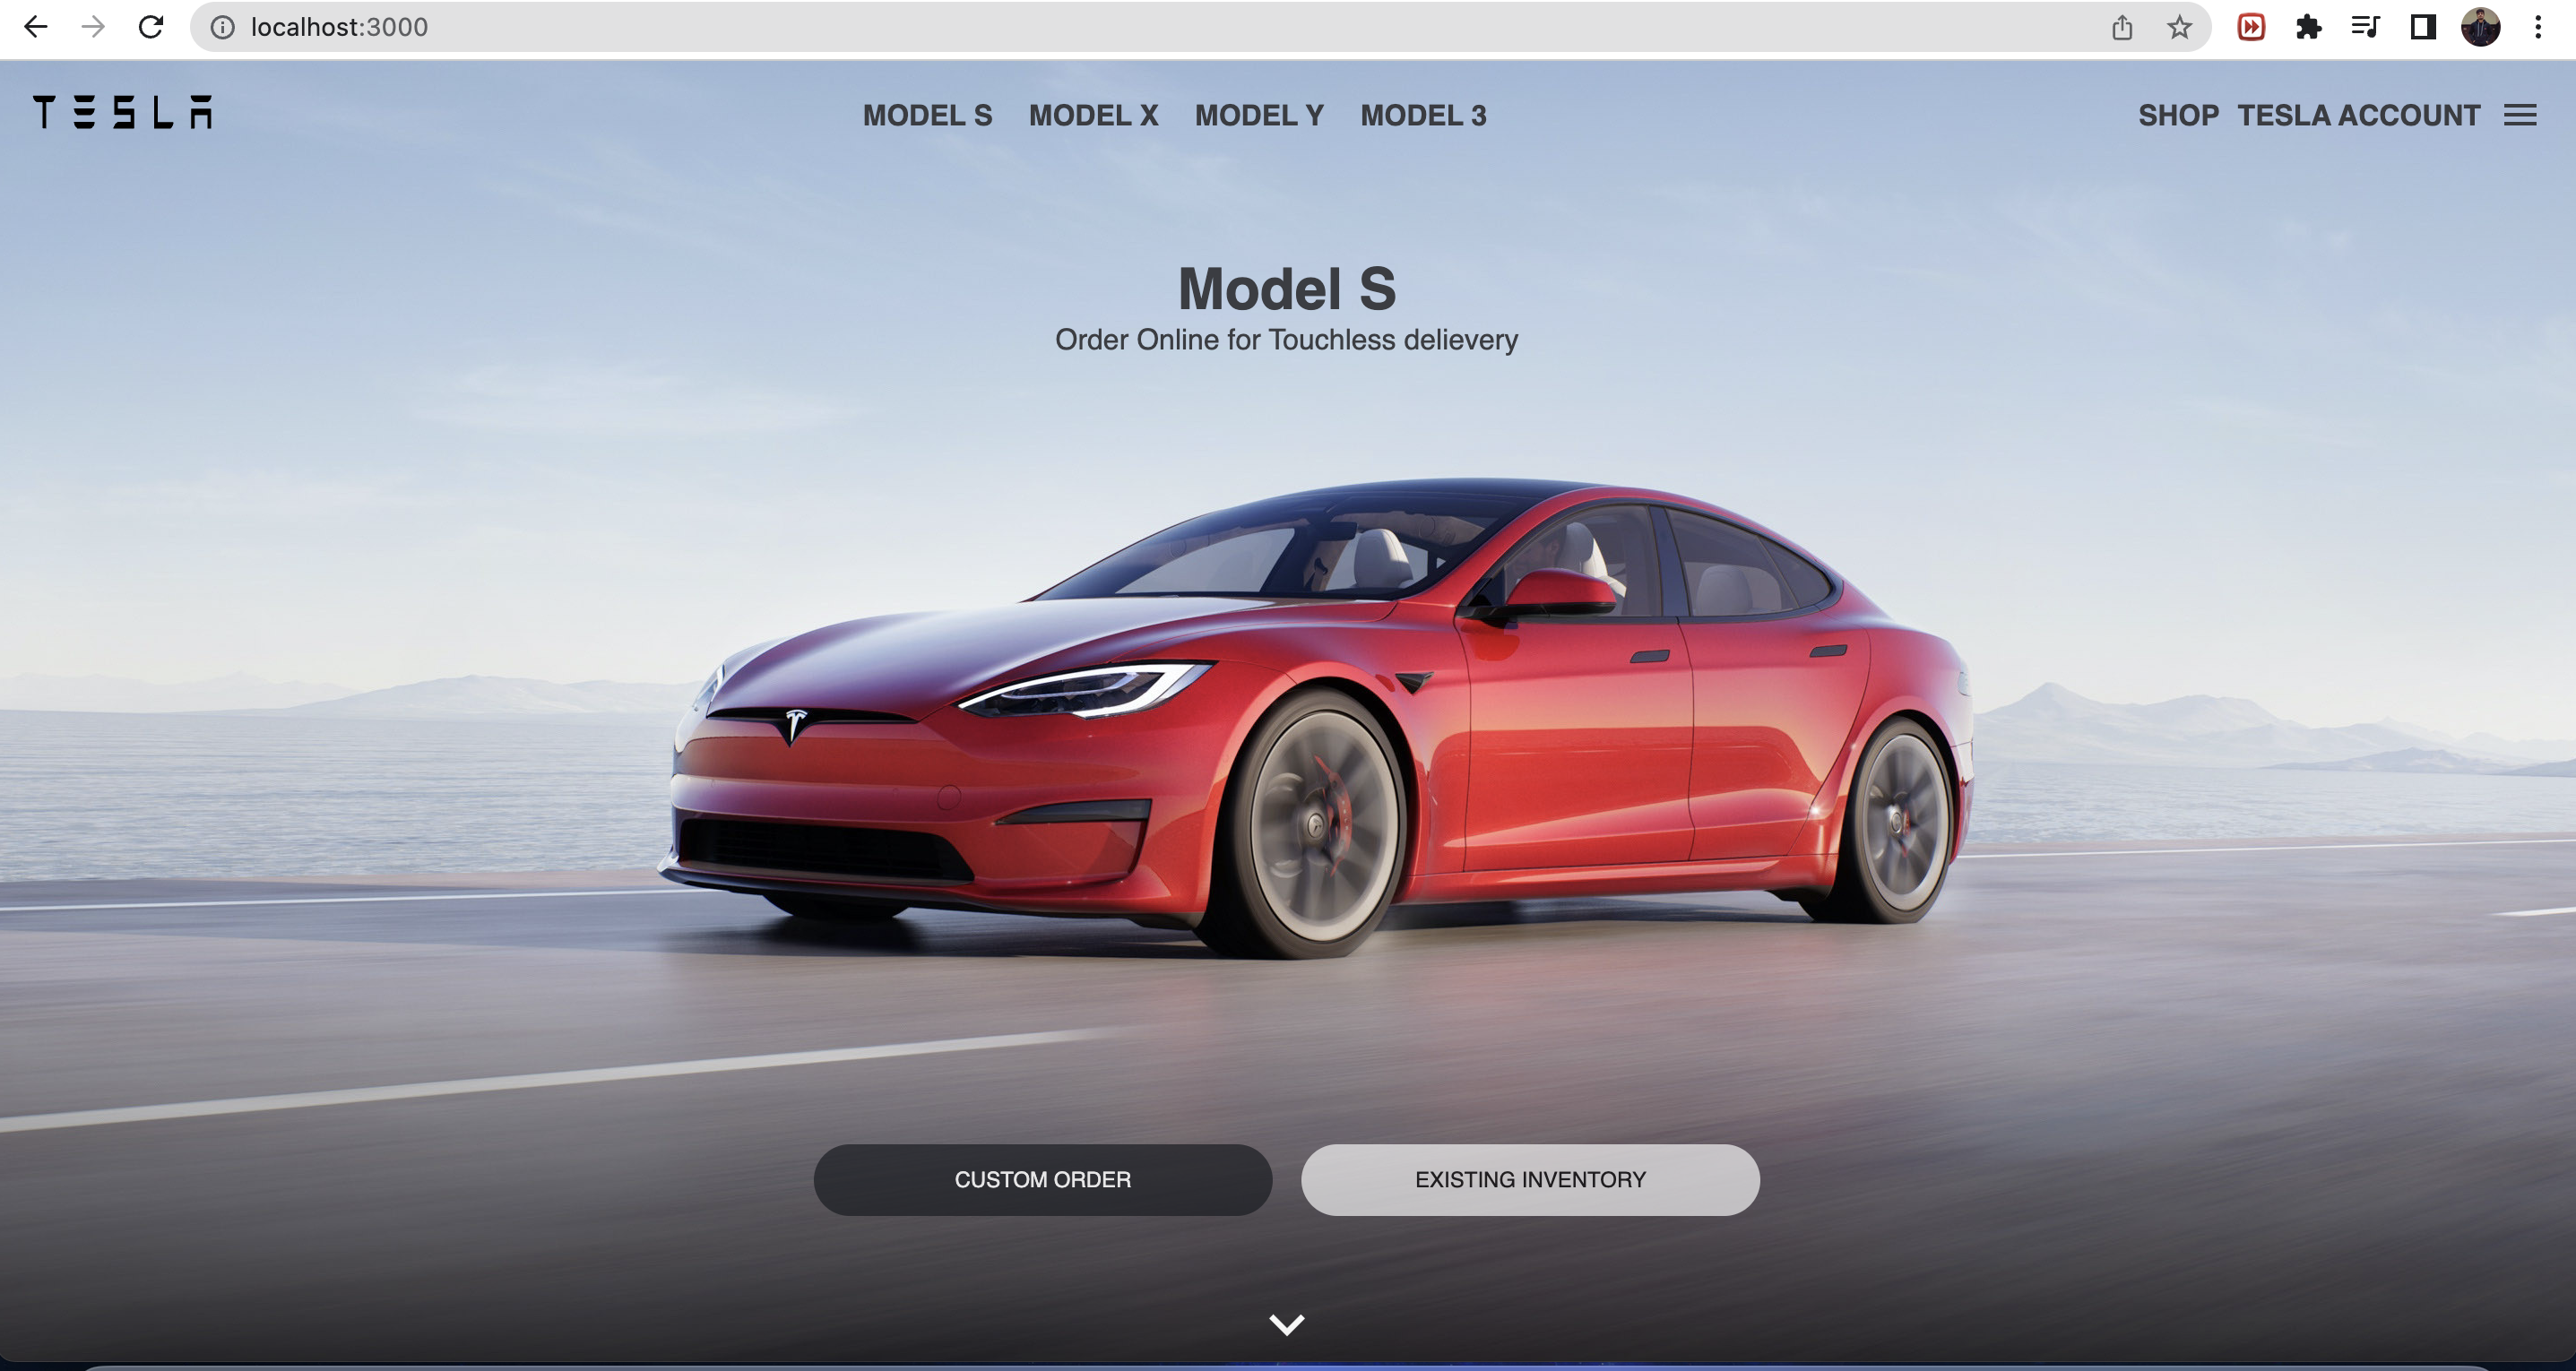 localhost:3000
TESLA
MODEL S MODEL X MODEL Y MODEL 3
SHOP TESLA ACCOUNT
Model S
Order Online for Touchless delievery
CUSTOM ORDER
EXISTING INVENTORY